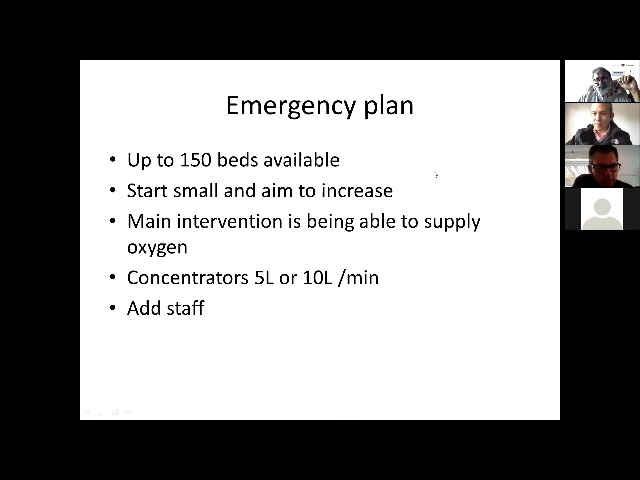 Emergency plan
• Up to 150 beds available
• Start small and aim to increase
• Main intervention is being able to supply
oxygen
• Concentrators 5L or 10L /min
• Add staff